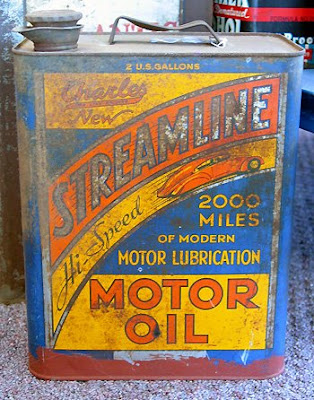 2 U.S. GALLONS
Charles
New
STREAMLINE
Hi-Speed
2000
MILES
OF MODERN
MOTOR LUBRICATION
MOTOR
OIL